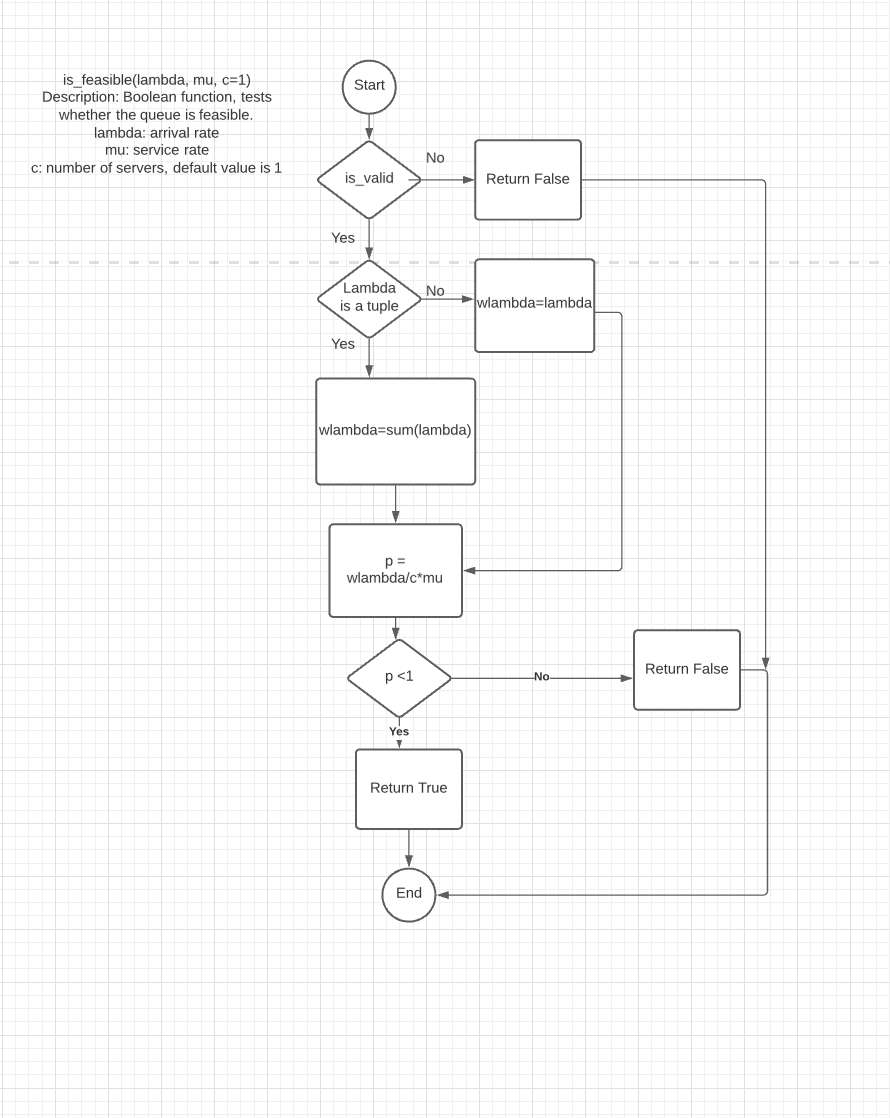 is_feasible(lambda, mu, c=1)
Description: Boolean function, tests
whether the queue is feasible.
lambda: arrival rate
mu: service rate
c: number of servers, default value is 1
Start
is_valid
No
Return False
Yes
Lambda
is a tuple
No
wlambda=lambda
Yes
wlambda=sum(lambda)
p =
wlambda/c*mu
p <1
No
Return False
Yes
Return True
End